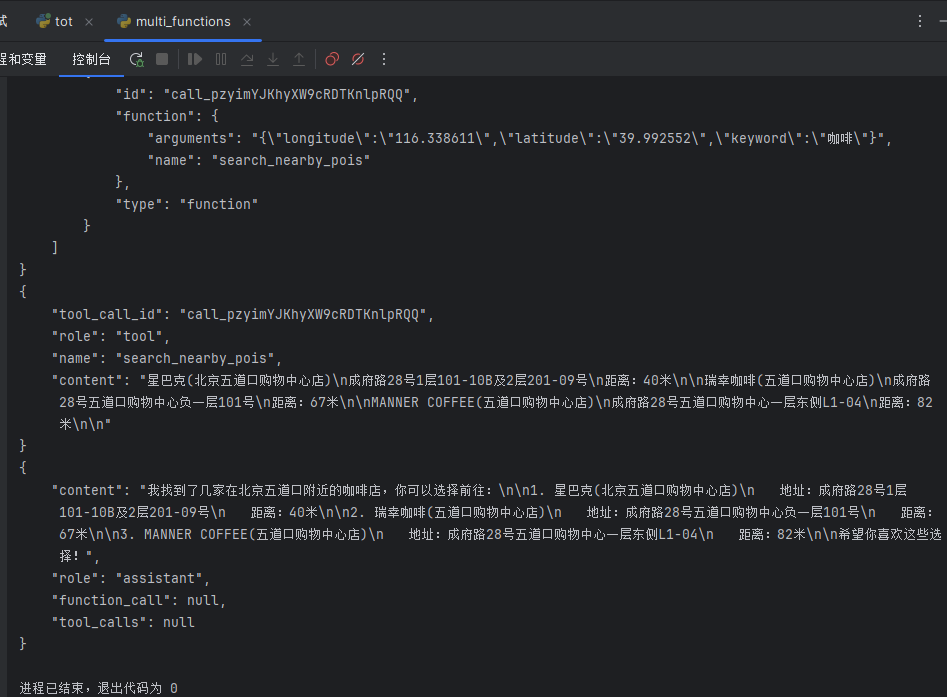 试 tot × multi_functions ×
程和变量 控制台
"id": "call_pzyimYJKhyXW9cRDTKnlpRQQ",
"function": {
"arguments": "{\"longitude\":\"116.338611\",\"latitude\":\"39.992552\",\"keyword\":\"咖啡\"}",
"name": "search_nearby_pois"
},
"type": "function"
}
]
}
{
"tool_call_id": "call_pzyimYJKhyXW9cRDTKnlpRQQ",
"role": "tool",
"name": "search_nearby_pois",
"content": "星巴克(北京五道口购物中心店)\n成府路28号1层101-10B及2层201-09号\n距离：40米\n\n瑞幸咖啡(五道口购物中心店)\n成府路
28号五道口购物中心负一层101号\n距离：67米\n\nMANNER COFFEE(五道口购物中心店)\n成府路28号五道口购物中心一层东侧L1-04\n距离：82
米\n\n"
}
{
"content": "我找到了几家在北京五道口附近的咖啡店，你可以选择前往：\n\n1. 星巴克(北京五道口购物中心店)\n   地址：成府路28号1层
101-10B及2层201-09号\n   距离：40米\n\n2. 瑞幸咖啡(五道口购物中心店)\n   地址：成府路28号五道口购物中心负一层101号\n   距离：
67米\n\n3. MANNER COFFEE(五道口购物中心店)\n   地址：成府路28号五道口购物中心一层东侧L1-04\n   距离：82米\n\n希望你喜欢这些选
择！",
"role": "assistant",
"function_call": null,
"tool_calls": null
}
进程已结束，退出代码为 0